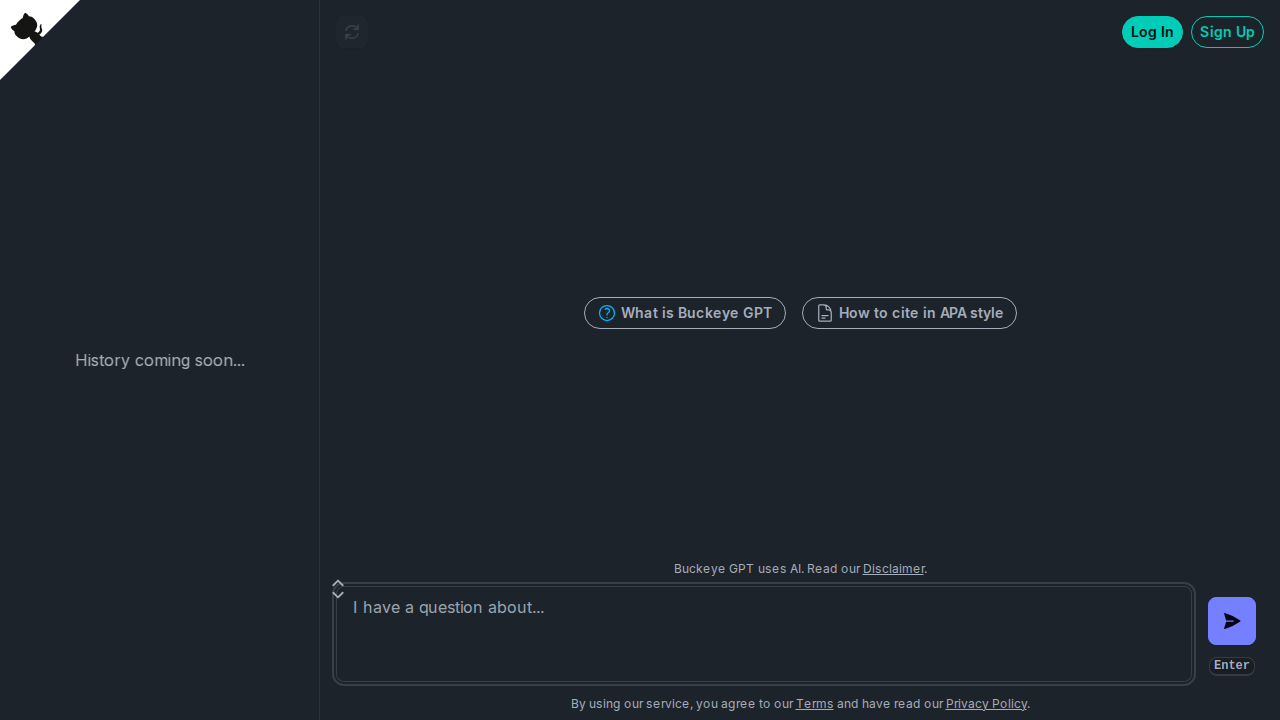 Log In
Sign Up
What is Buckeye GPT
How to cite in APA style
History coming soon...
Buckeye GPT uses AI. Read our Disclaimer.
I have a question about...
Enter
By using our service, you agree to our Terms and have read our Privacy Policy.